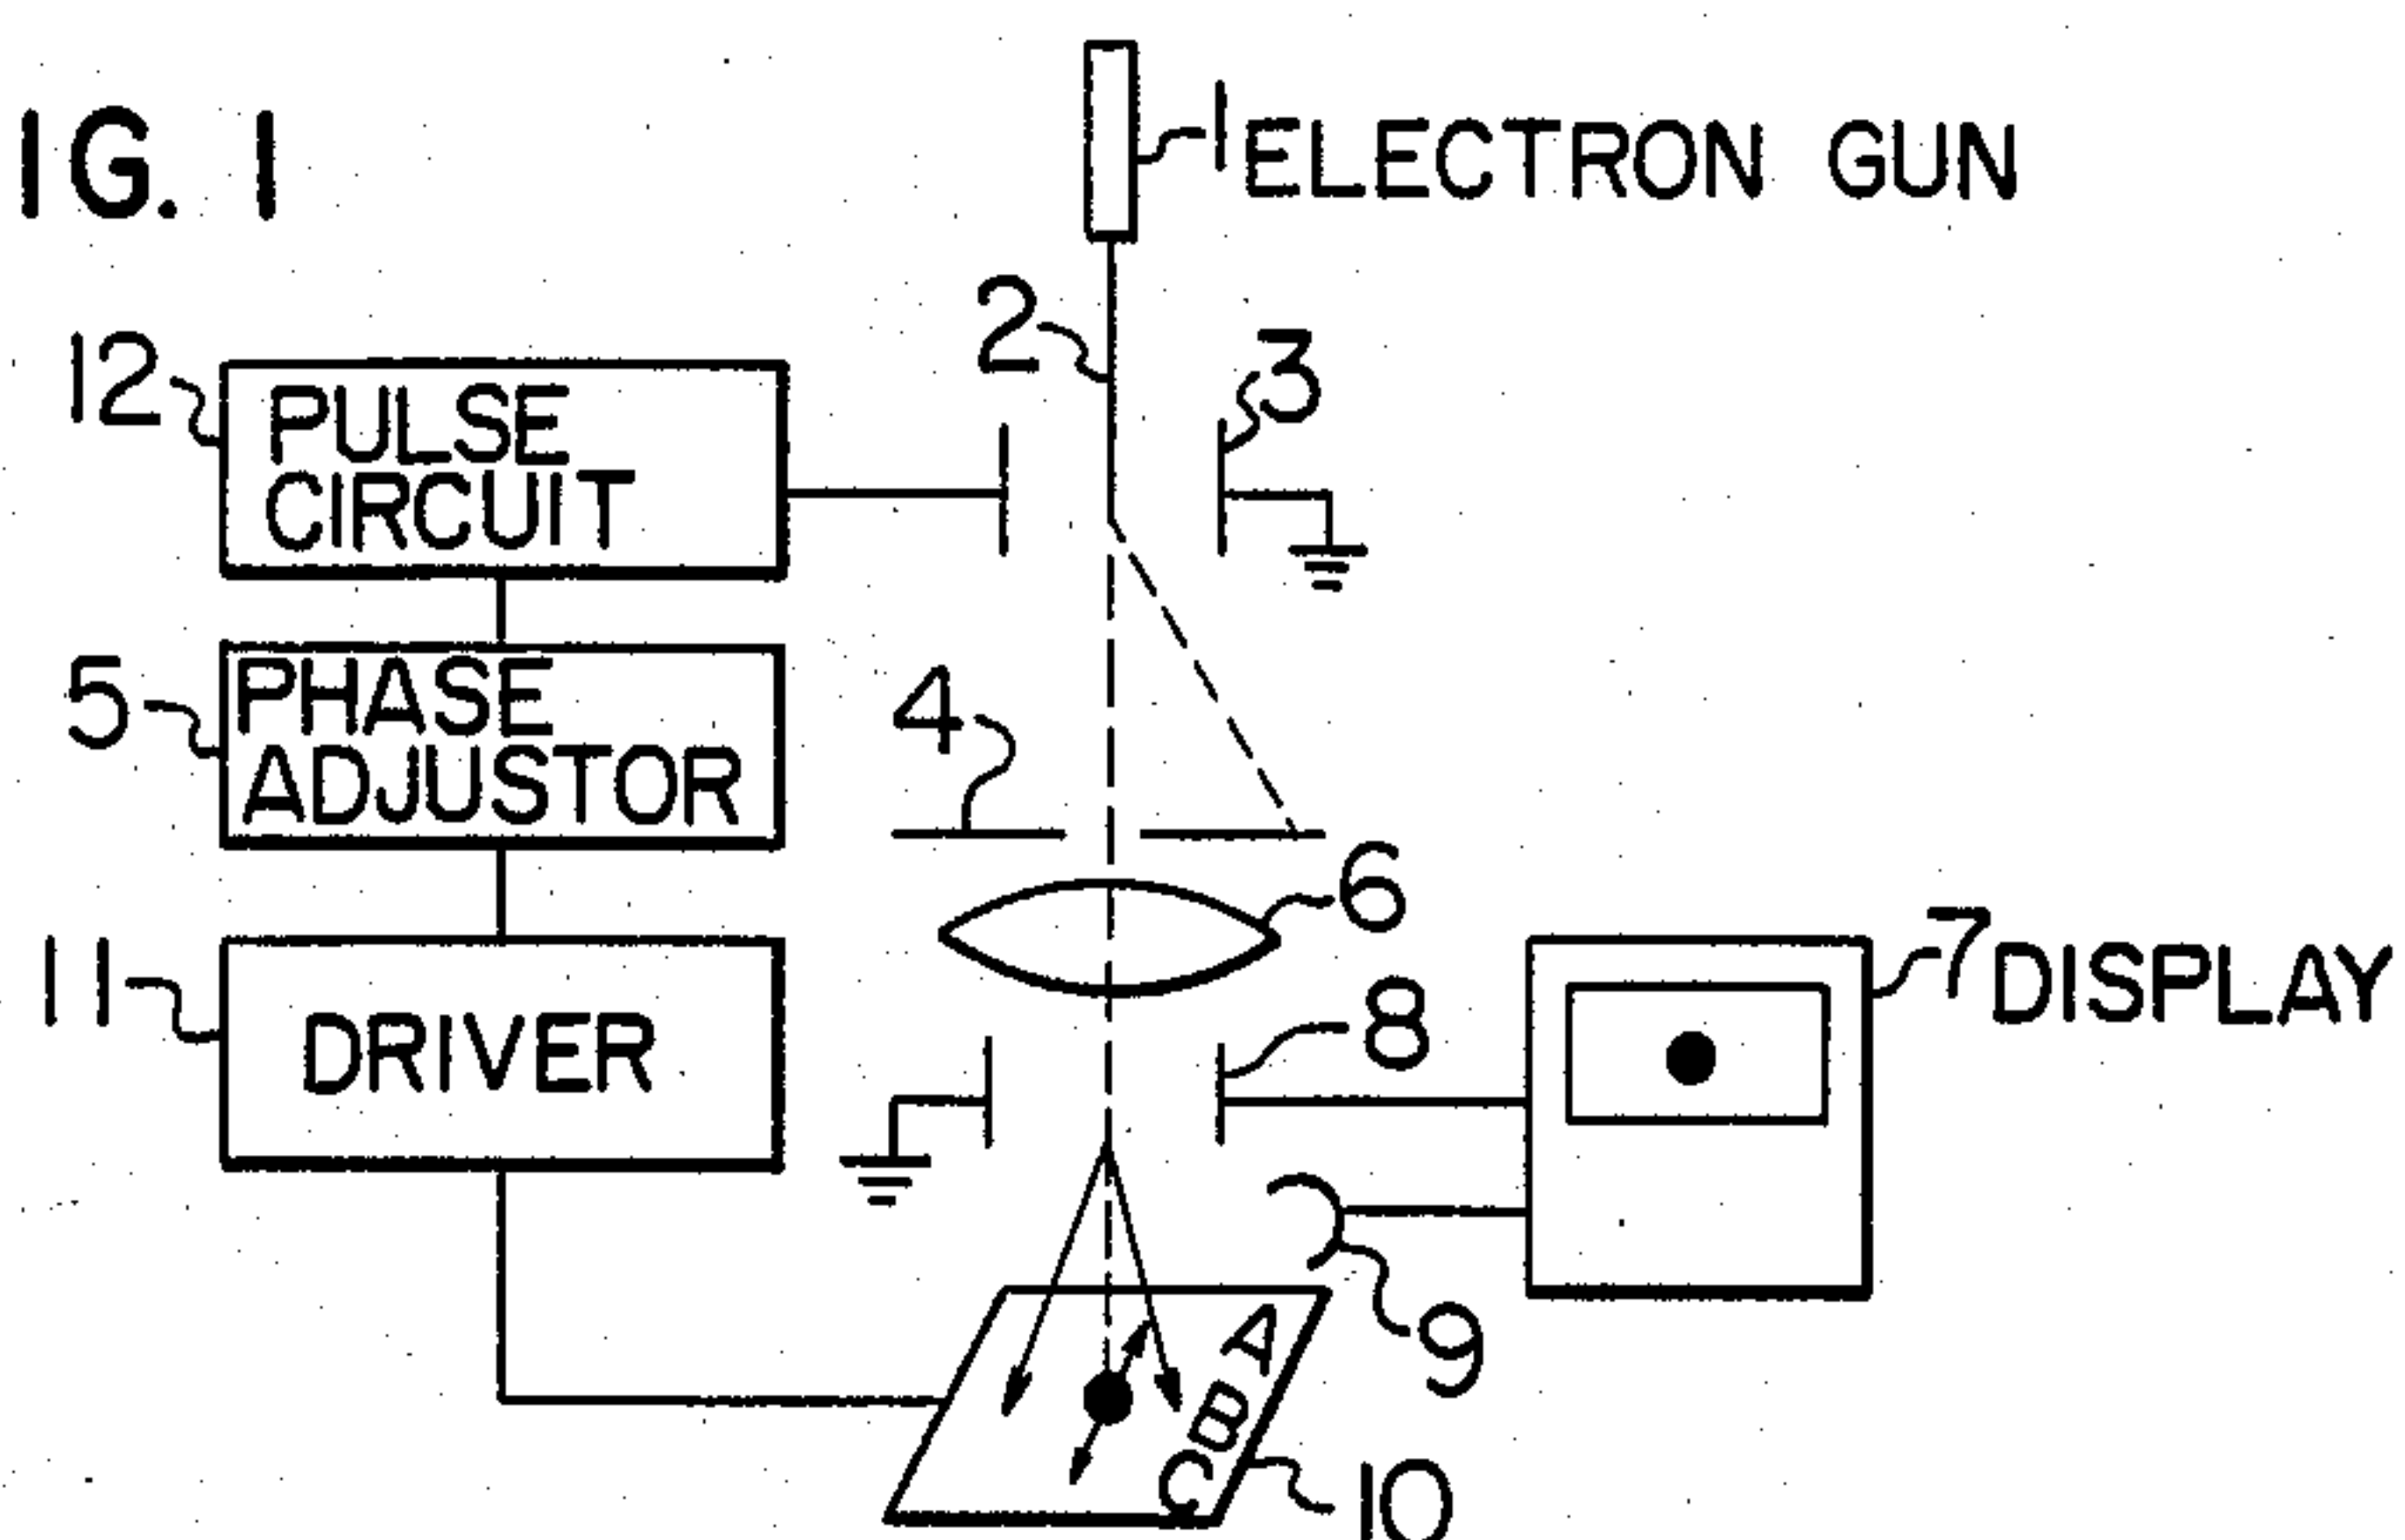 IG. 1
1 ELECTRON GUN
2
3
12
PULSE
CIRCUIT
5
PHASE
ADJUSTOR
4
6
7 DISPLAY
11
DRIVER
8
9
A
B
C
10